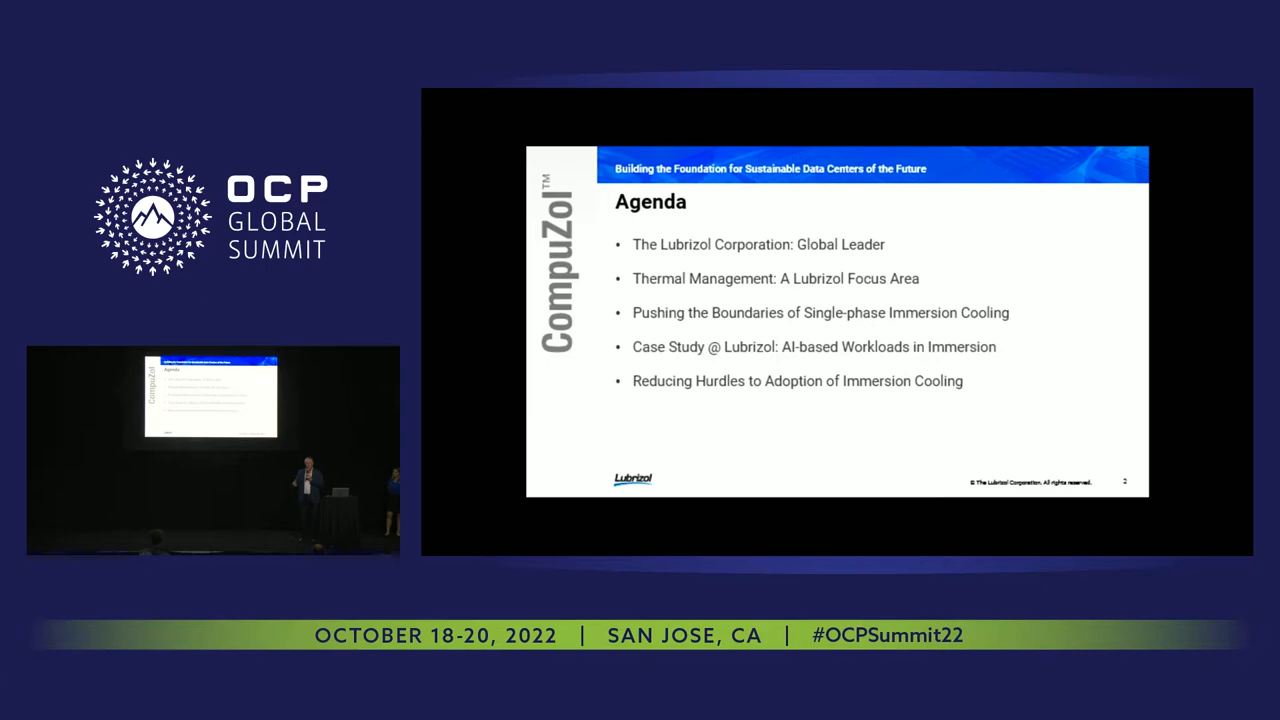 OCP
GLOBAL
SUMMIT
CompuZol™
Building the Foundation for Sustainable Data Centers of the Future
Agenda
• The Lubrizol Corporation: Global Leader
• Thermal Management: A Lubrizol Focus Area
• Pushing the Boundaries of Single-phase Immersion Cooling
• Case Study @ Lubrizol: AI-based Workloads in Immersion
• Reducing Hurdles to Adoption of Immersion Cooling
Lubrizol
© The Lubrizol Corporation. All rights reserved.
2
CompuZol
Agenda
OCTOBER 18-20, 2022 | SAN JOSE, CA | #OCPSummit22